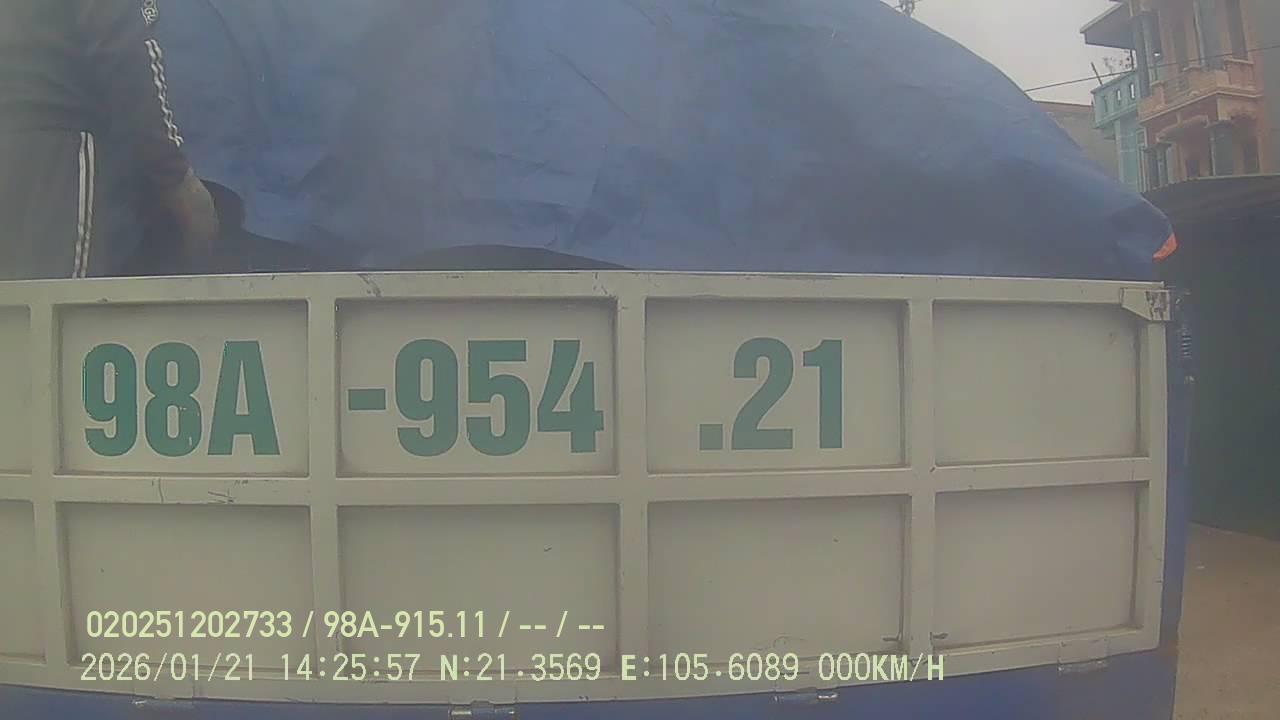 98A -954 .21
020251202733 / 98A-915.11 / -- / --
2026/01/21 14:25:57 N:21.3569 E:105.6089 000KM/H